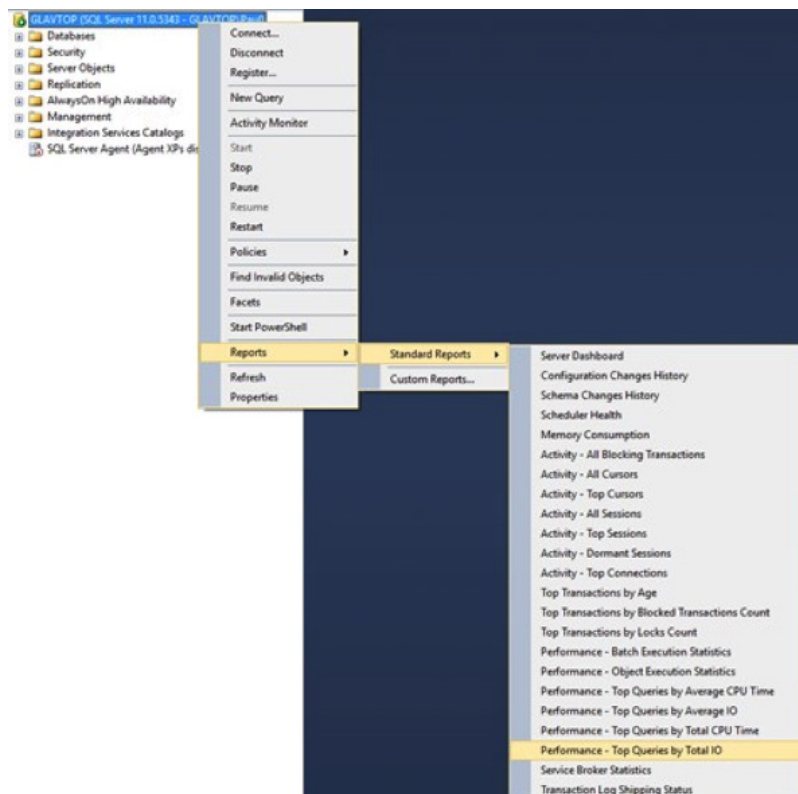 GLAVTOP (SQL Server 11.0.5343 - GLAVTOP\Paul)
Databases
Security
Server Objects
Replication
AlwaysOn High Availability
Management
Integration Services Catalogs
SQL Server Agent (Agent XPs dis
Connect...
Disconnect
Register...
New Query
Activity Monitor
Start
Stop
Pause
Resume
Restart
Policies
Find Invalid Objects
Facets
Start PowerShell
Reports
Refresh
Properties
Standard Reports
Custom Reports...
Server Dashboard
Configuration Changes History
Schema Changes History
Scheduler Health
Memory Consumption
Activity - All Blocking Transactions
Activity - All Cursors
Activity - Top Cursors
Activity - All Sessions
Activity - Top Sessions
Activity - Dormant Sessions
Activity - Top Connections
Top Transactions by Age
Top Transactions by Blocked Transactions Count
Top Transactions by Locks Count
Performance - Batch Execution Statistics
Performance - Object Execution Statistics
Performance - Top Queries by Average CPU Time
Performance - Top Queries by Average IO
Performance - Top Queries by Total CPU Time
Performance - Top Queries by Total IO
Service Broker Statistics
Transaction Log Shipping Status